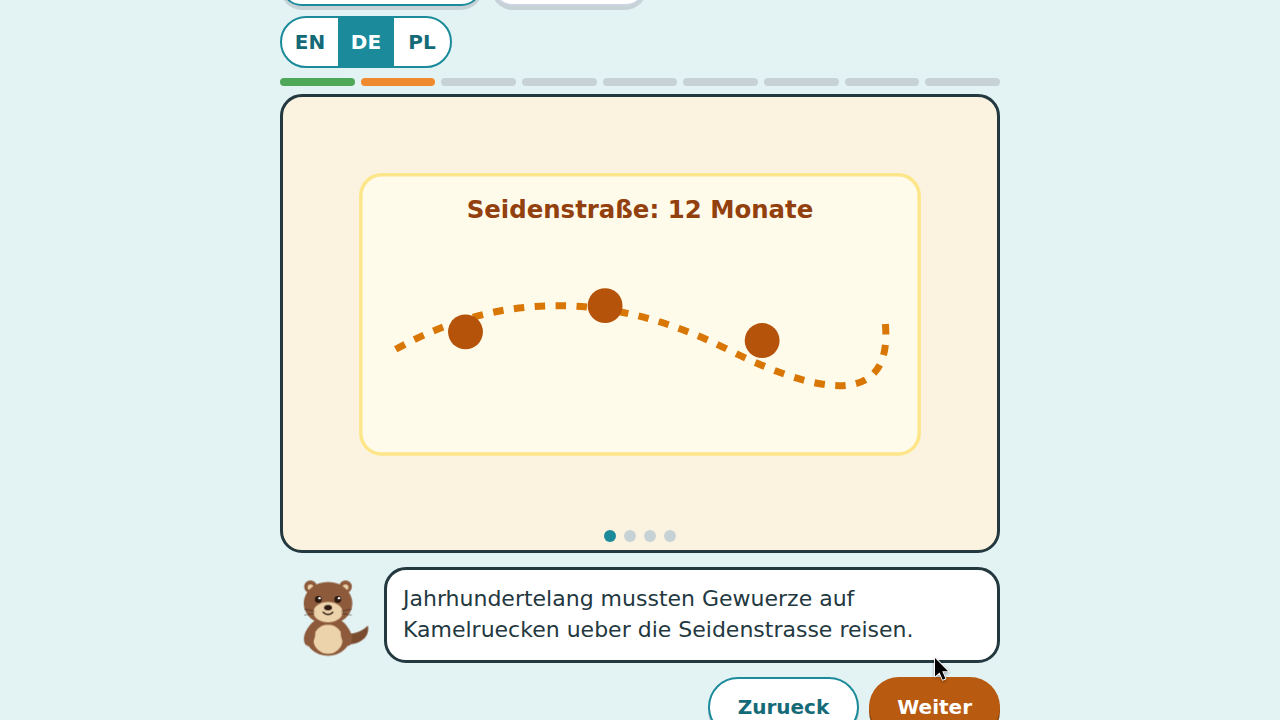 EN DE PL
Seidenstraße: 12 Monate
Jahrhundertelang mussten Gewuerze auf
Kamelruecken ueber die Seidenstrasse reisen.
Zurueck Weiter